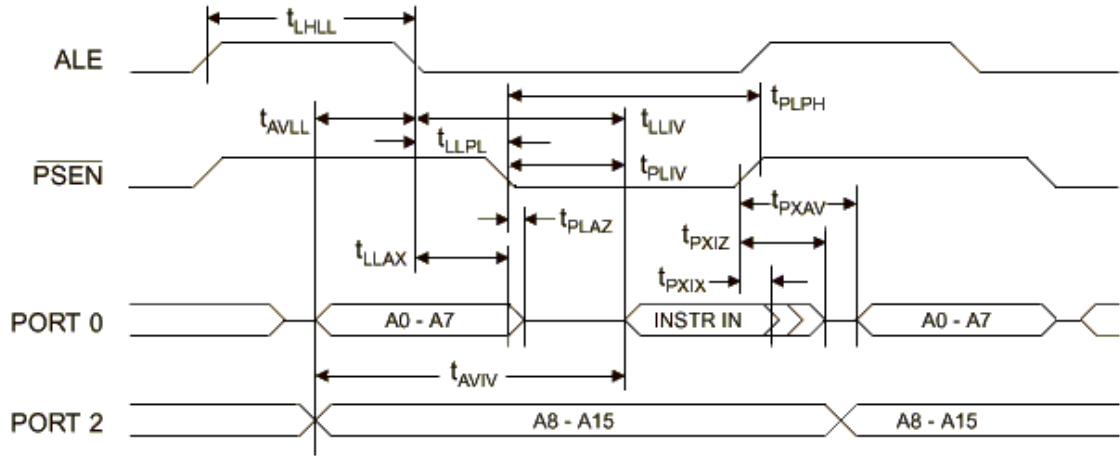 tLHLL
ALE
tPLPH
tAVLL
tLLIV
tLLPL
PSEN
tPLIV
tPXAV
tPLAZ
tPXIZ
tLLAX
tPXIX
PORT 0
A0 - A7
INSTR IN
A0 - A7
tAVIV
PORT 2
A8 - A15
A8 - A15